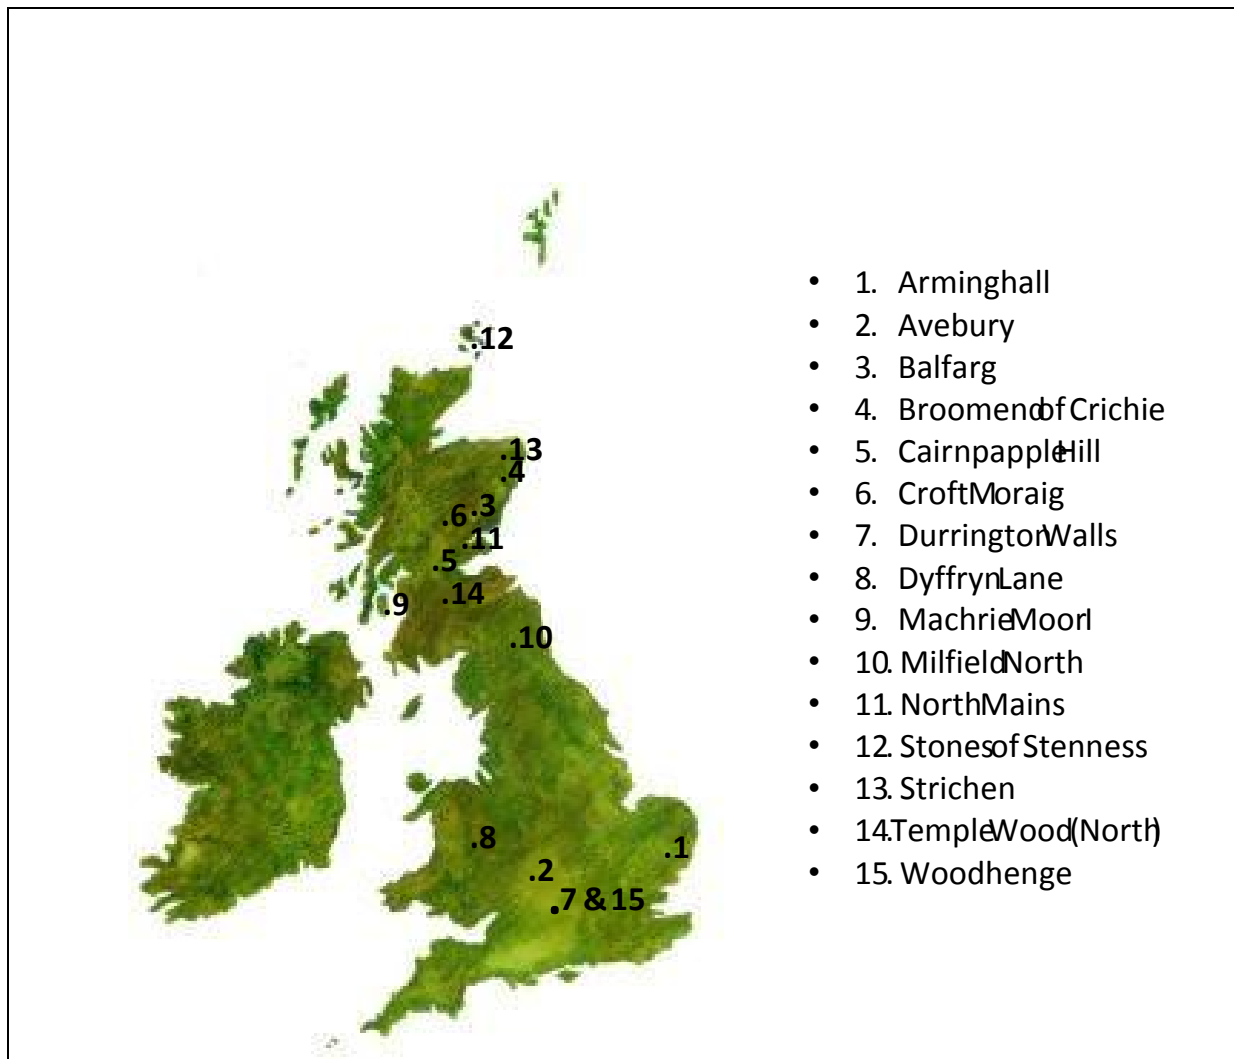 .12
.13
.4
.3
.6
.11
.5
.14
.9
.10
.8
.1
.2
.7 & 15
• 1. Arminghall
• 2. Avebury
• 3. Balfarg
• 4. Broomend of Crichie
• 5. Cairnpapple Hill
• 6. Croft Moraig
• 7. Durrington Walls
• 8. Dyffryn Lane
• 9. Machrie Moor I
• 10. Milfield North
• 11. North Mains
• 12. Stones of Stenness
• 13. Strichen
• 14. Temple Wood (North)
• 15. Woodhenge